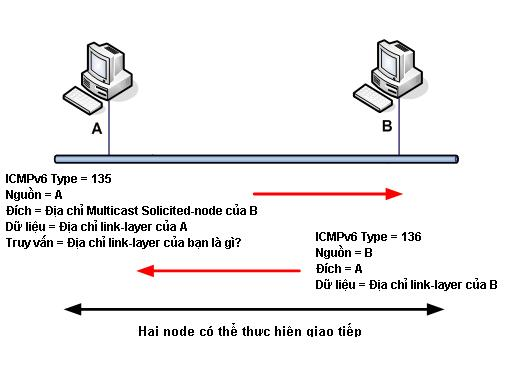 A
B
ICMPv6 Type = 135
Nguồn = A
Đích = Địa chỉ Multicast Solicited-node của B
Dữ liệu = Địa chỉ link-layer của A
Truy vấn = Địa chỉ link-layer của bạn là gì?
ICMPv6 Type = 136
Nguồn = B
Đích = A
Dữ liệu = Địa chỉ link-layer của B
Hai node có thể thực hiện giao tiếp